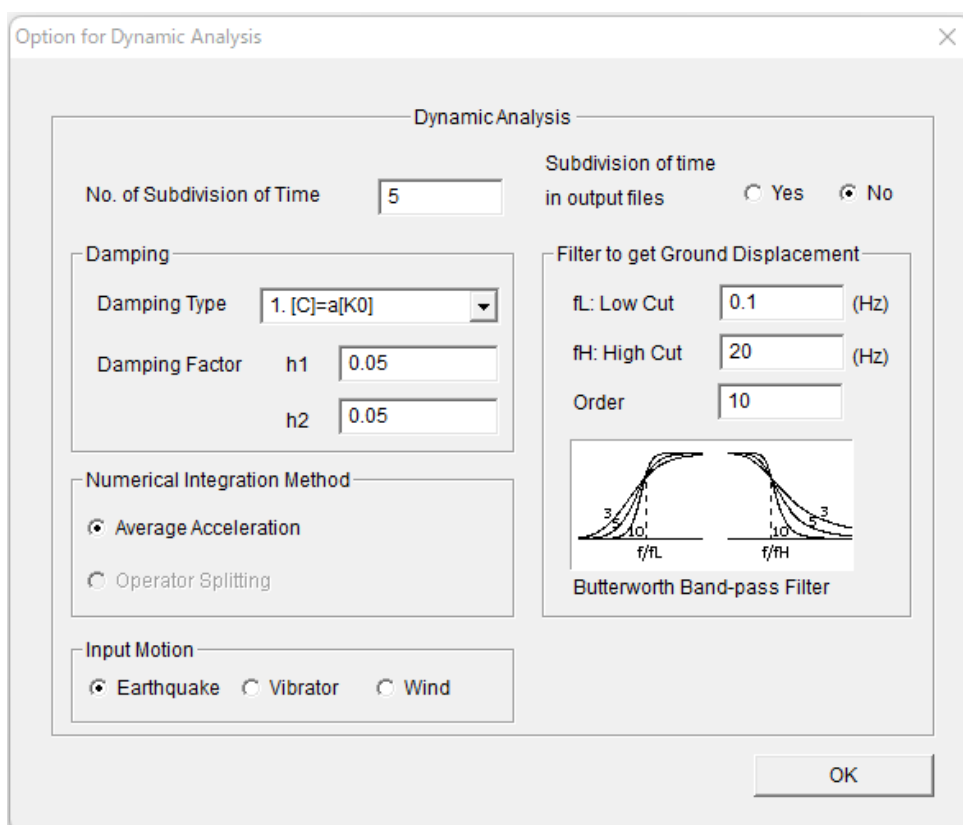 Option for Dynamic Analysis
Dynamic Analysis
No. of Subdivision of Time 5
Subdivision of time
in output files Yes No
Damping
Damping Type 1. [C]=a[K0]
Damping Factor h1 0.05
h2 0.05
Filter to get Ground Displacement
fL: Low Cut 0.1 (Hz)
fH: High Cut 20 (Hz)
Order 10
3 5 10 10 5 3
f/fL f/fH
Butterworth Band-pass Filter
Numerical Integration Method
Average Acceleration
Operator Splitting
Input Motion
Earthquake Vibrator Wind
OK